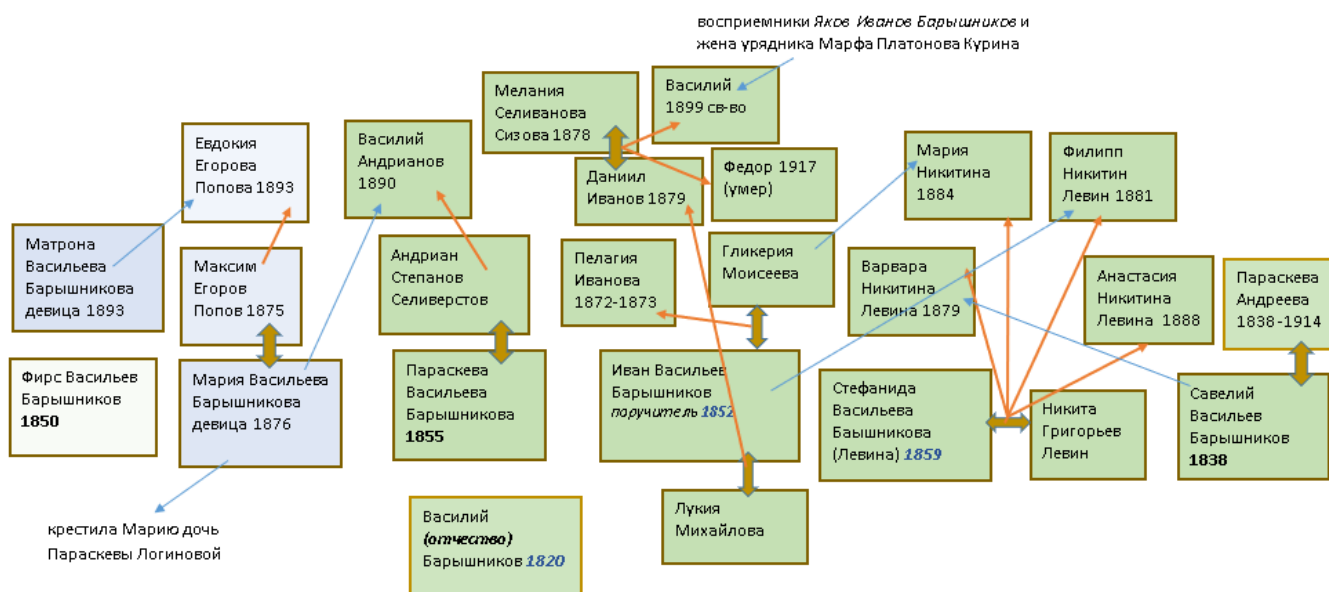 восприемники Яков Иванов Барышников и
жена урядника Марфа Платонова Курина
Мелания
Селиванова
Сизова 1878
Василий
1899 св-во
Евдокия
Егорова
Попова 1893
Василий
Андрианов
1890
Даниил
Иванов 1879
Федор 1917
(умер)
Мария
Никитина
1884
Филипп
Никитин
Левин 1881
Матрона
Васильева
Барышникова
девица 1893
Максим
Егоров
Попов 1875
Андриан
Степанов
Селиверстов
Пелагия
Иванова
1872-1873
Гликерия
Моисеева
Варвара
Никитина
Левина 1879
Анастасия
Никитина
Левина 1888
Параскева
Андреева
1838-1914
Фирс Васильев
Барышников
1850
Мария Васильева
Барышникова
девица 1876
Параскева
Васильева
Барышникова
1855
Иван Васильев
Барышников
поручитель 1852
Стефанида
Васильева
Баышникова
(Левина) 1859
Никита
Григорьев
Левин
Савелий
Васильев
Барышников
1838
крестила Марию дочь
Параскевы Логиновой
Василий
(отчество)
Барышников 1820
Лукия
Михайлова